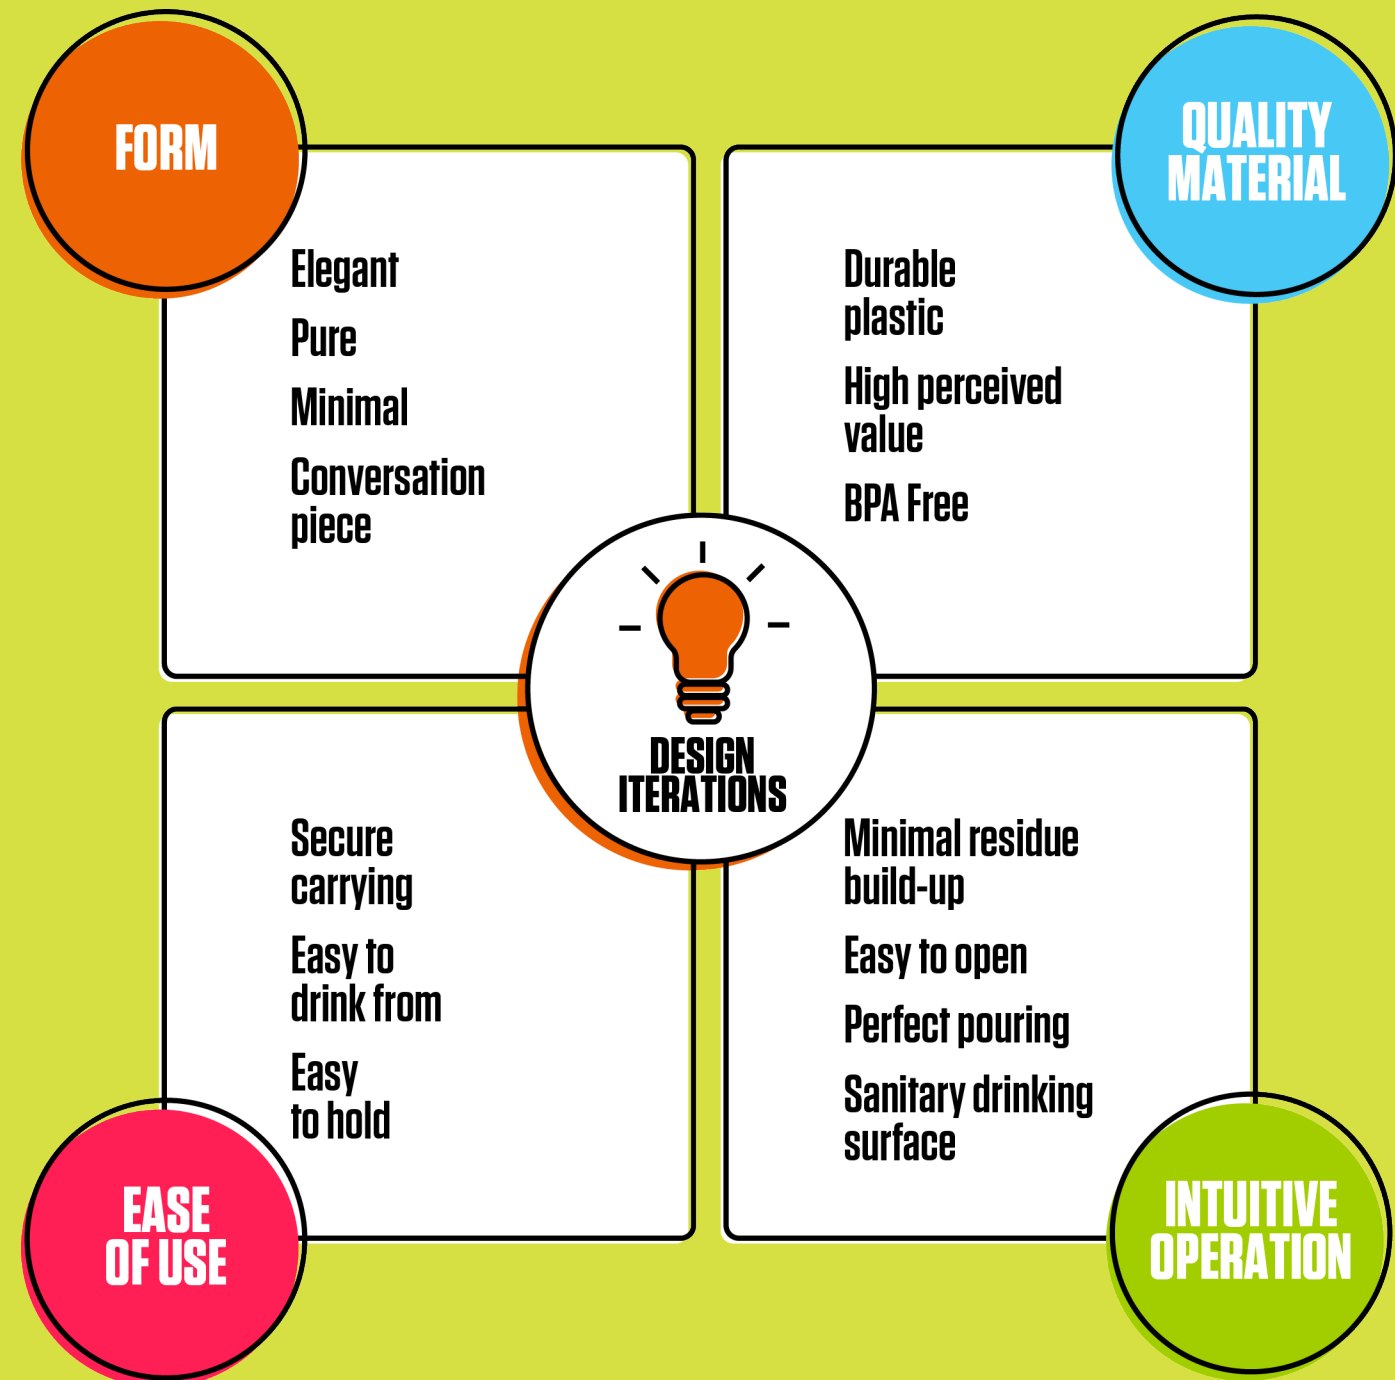 FORM
Elegant
Pure
Minimal
Conversation
piece
QUALITY
MATERIAL
Durable
plastic
High perceived
value
BPA Free
DESIGN
ITERATIONS
Secure
carrying
Easy to
drink from
Easy
to hold
EASE
OF USE
Minimal residue
build-up
Easy to open
Perfect pouring
Sanitary drinking
surface
INTUITIVE
OPERATION